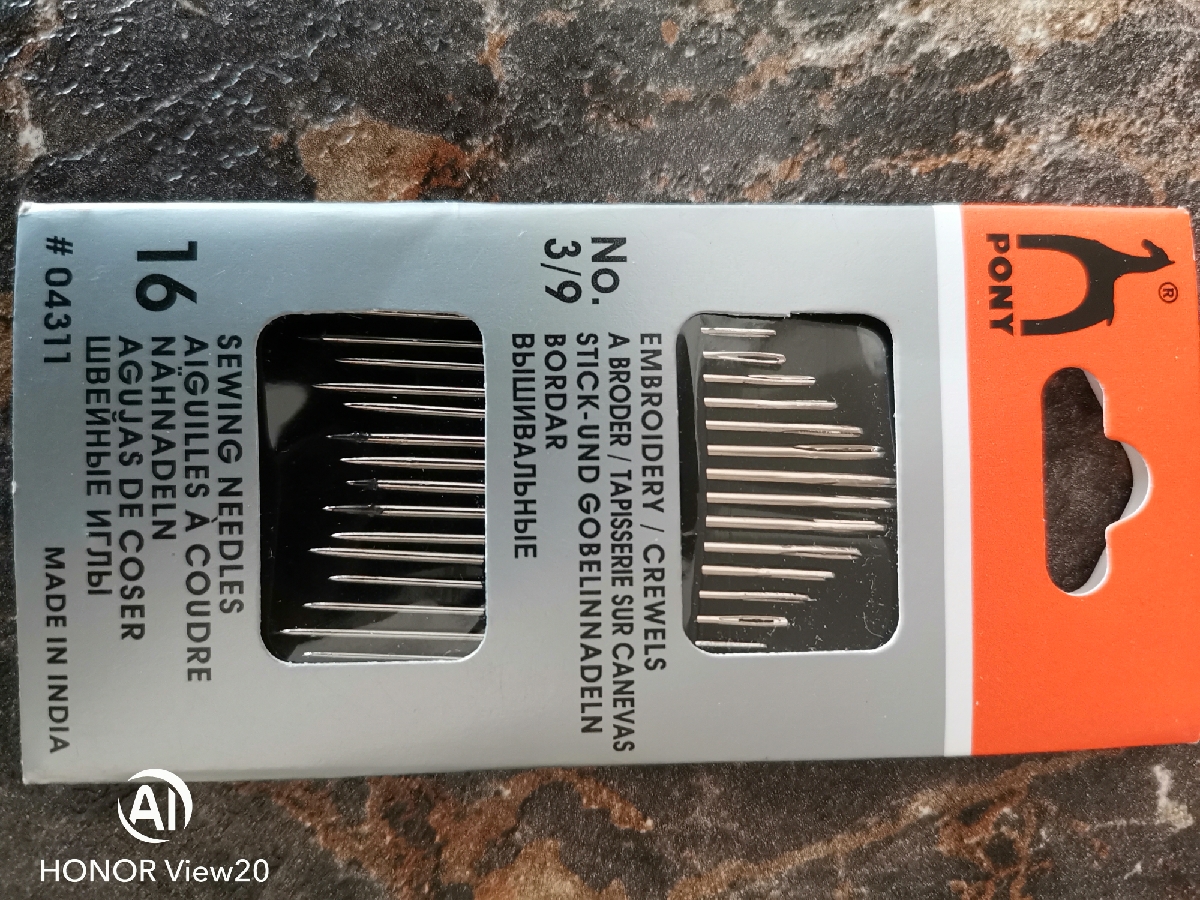 PONY
®
No.
3/9
EMBROIDERY / CREWELS
A BRODER / TAPISSERIE SUR CANEVAS
STICK-UND GOBELINNADELN
BORDAR
ВЫШИВАЛЬНЫЕ
16
SEWING NEEDLES
AIGUILLES À COUDRE
NÄHNADELN
AGUJAS DE COSER
ШВЕЙНЫЕ ИГЛЫ
# 04311
MADE IN INDIA
AI
HONOR View20